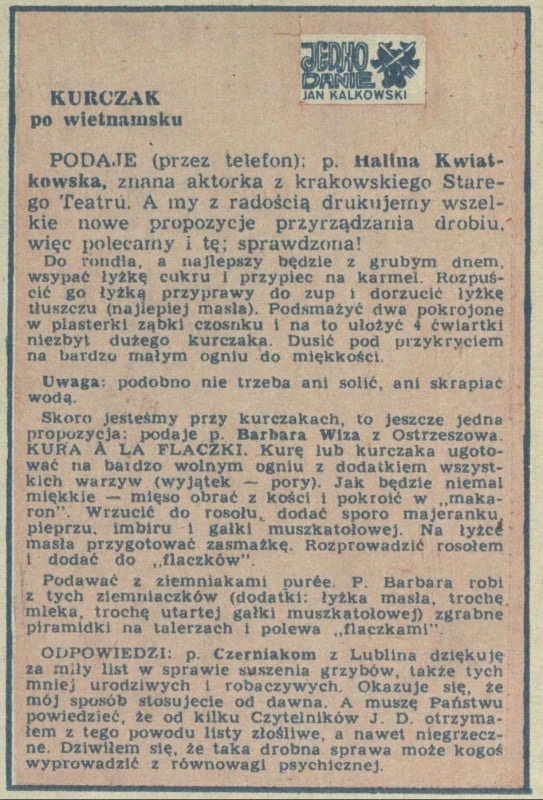 JEDNO
DANIE
JAN KALKOWSKI
KURCZAK
po wietnamsku
PODAJE (przez telefon): p. Halina Kwiat-
kowska, znana aktorka z krakowskiego Stare-
go Teatru. A my z radością drukujemy wszel-
kie nowe propozycje przyrządzania drobiu,
więc polecamy i tę; sprawdzona!
Do rondla, a najlepszy będzie z grubym dnem,
wsypać łyżkę cukru i przypiec na karmel. Rozpuś-
cić go łyżką przyprawy do zup i dorzucić łyżkę
tłuszczu (najlepiej masła). Podsmażyć dwa pokrojone
w plasterki ząbki czosnku i na to ułożyć 4 ćwiartki
niezbyt dużego kurczaka. Dusić pod przykryciem
na bardzo małym ogniu do miękkości.
Uwaga: podobno nie trzeba ani solić, ani skrapiać
wodą.
Skoro jesteśmy przy kurczakach, to jeszcze jedna
propozycja: podaje p. Barbara Wiza z Ostrzeszowa.
KURA À LA FLACZKI. Kurę lub kurczaka ugoto-
wać na bardzo wolnym ogniu z dodatkiem wszyst-
kich warzyw (wyjątek — pory). Jak będzie niemal
miękkie — mięso obrać z kości i pokroić w „maka-
ron". Wrzucić do rosołu, dodać sporo majeranku,
pieprzu, imbiru i gałki muszkatołowej. Na łyżce
masła przygotować zasmażkę. Rozprowadzić rosołem
i dodać do „flaczków".
Podawać z ziemniakami purée. P. Barbara robi
z tych ziemniaczków (dodatki: łyżka masła, trochę
mleka, trochę utartej gałki muszkatołowej) zgrabne
piramidki na talerzach i polewa „flaczkami".
ODPOWIEDZI: p. Czerniakom z Lublina dziękuję
za miły list w sprawie suszenia grzybów, także tych
mniej urodziwych i robaczywych. Okazuje się, że
mój sposób stosujecie od dawna. A muszę Państwu
powiedzieć, że od kilku Czytelników J. D. otrzyma-
łem z tego powodu listy złośliwe, a nawet niegrzecz-
ne. Dziwiłem się, że taka drobna sprawa może kogoś
wyprowadzić z równowagi psychicznej.